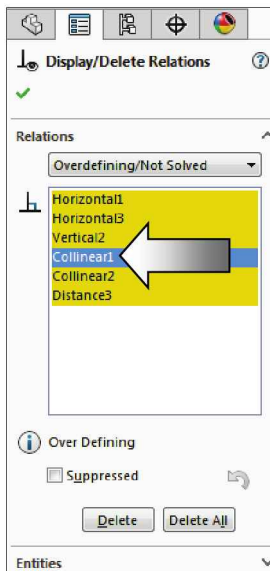 Display/Delete Relations
Relations
Overdefining/Not Solved
Horizontal1
Horizontal3
Vertical2
Collinear1
Collinear2
Distance3
Over Defining
Suppressed
Delete Delete All
Entities